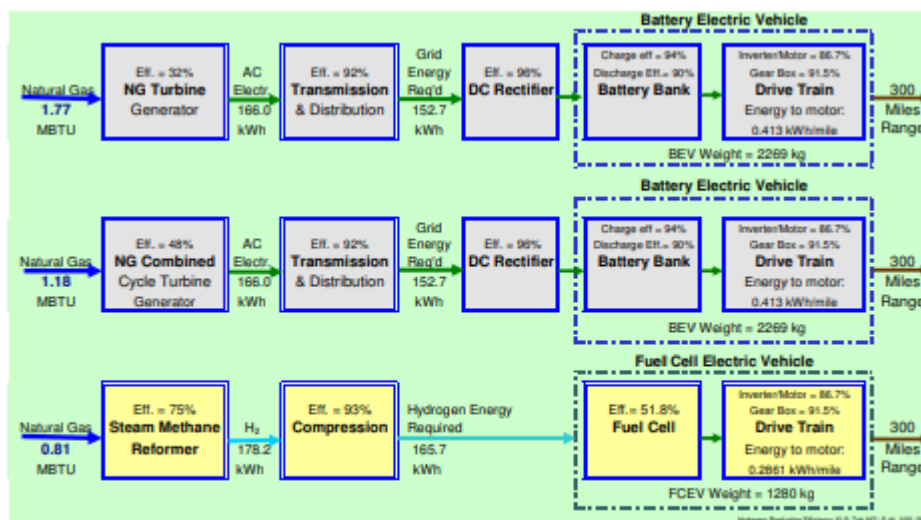 Battery Electric Vehicle
Natural Gas
1.77
MBTU
Eff. = 32%
NG Turbine
Generator
AC
Electr.
166.0
kWh
Eff. = 92%
Transmission
& Distribution
Grid
Energy
Req'd
152.7
kWh
Eff. = 96%
DC Rectifier
Charge eff = 94%
Discharge Eff.= 90%
Battery Bank
Inverter/Motor = 86.7%
Gear Box = 91.5%
Drive Train
Energy to motor:
0.413 kWh/mile
300
Miles
Range
BEV Weight = 2269 kg
Battery Electric Vehicle
Natural Gas
1.18
MBTU
Eff. = 48%
NG Combined
Cycle Turbine
Generator
AC
Electr.
166.0
kWh
Eff. = 92%
Transmission
& Distribution
Grid
Energy
Req'd
152.7
kWh
Eff. = 96%
DC Rectifier
Charge eff = 94%
Discharge Eff.= 90%
Battery Bank
Inverter/Motor = 86.7%
Gear Box = 91.5%
Drive Train
Energy to motor:
0.413 kWh/mile
300
Miles
Range
BEV Weight = 2269 kg
Fuel Cell Electric Vehicle
Natural Gas
0.81
MBTU
Eff. = 75%
Steam Methane
Reformer
H₂
178.2
kWh
Eff. = 93%
Compression
Hydrogen Energy
Required
165.7
kWh
Eff. = 51.8%
Fuel Cell
Inverter/Motor = 86.7%
Gear Box = 91.5%
Drive Train
Energy to motor:
0.2861 kWh/mile
300
Miles
Range
FCEV Weight = 1280 kg